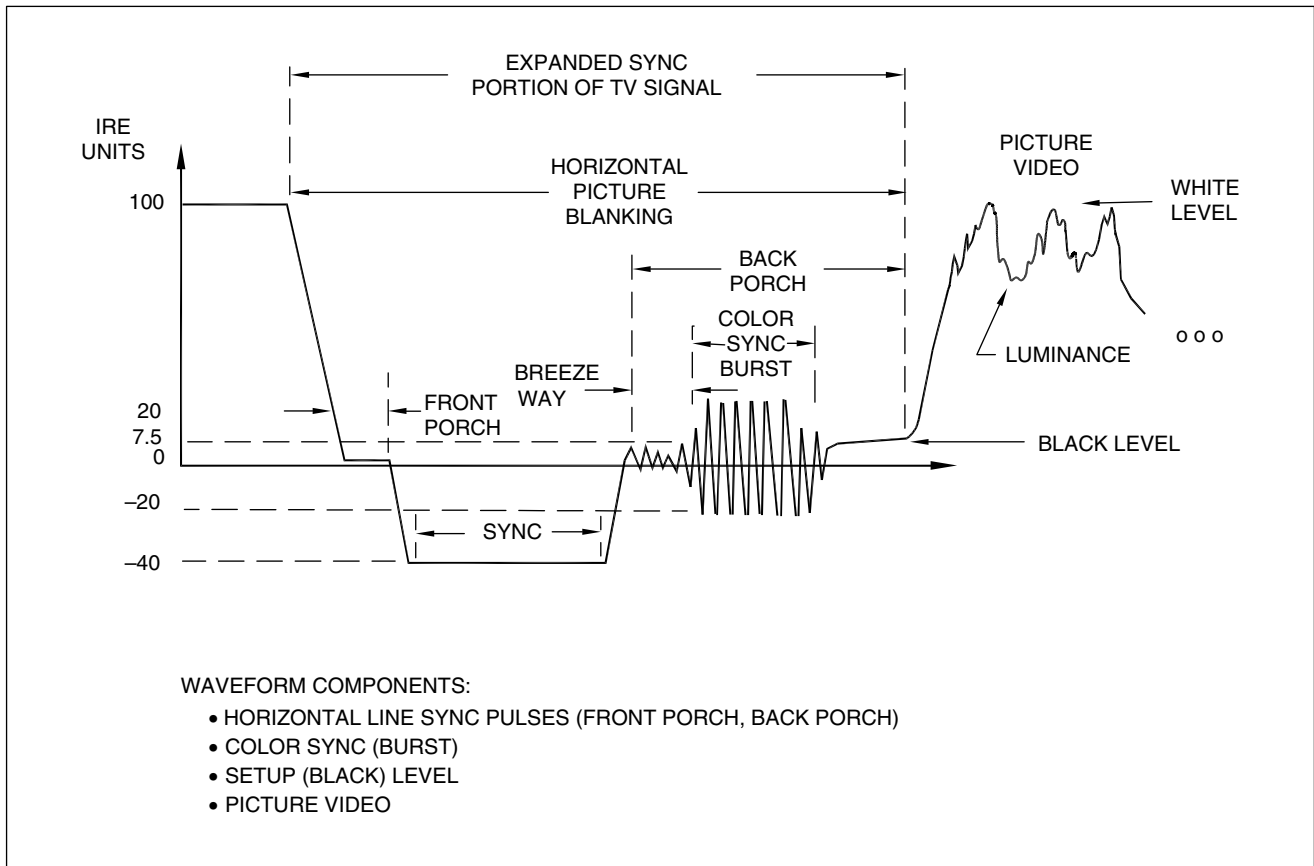 EXPANDED SYNC
PORTION OF TV SIGNAL
IRE
UNITS
HORIZONTAL
PICTURE
BLANKING
PICTURE
VIDEO
WHITE
LEVEL
100
BACK
PORCH
COLOR
SYNC
BURST
LUMINANCE
o o o
BREEZE
WAY
FRONT
PORCH
20
7.5
0
BLACK LEVEL
–20
SYNC
–40
WAVEFORM COMPONENTS:
• HORIZONTAL LINE SYNC PULSES (FRONT PORCH, BACK PORCH)
• COLOR SYNC (BURST)
• SETUP (BLACK) LEVEL
• PICTURE VIDEO